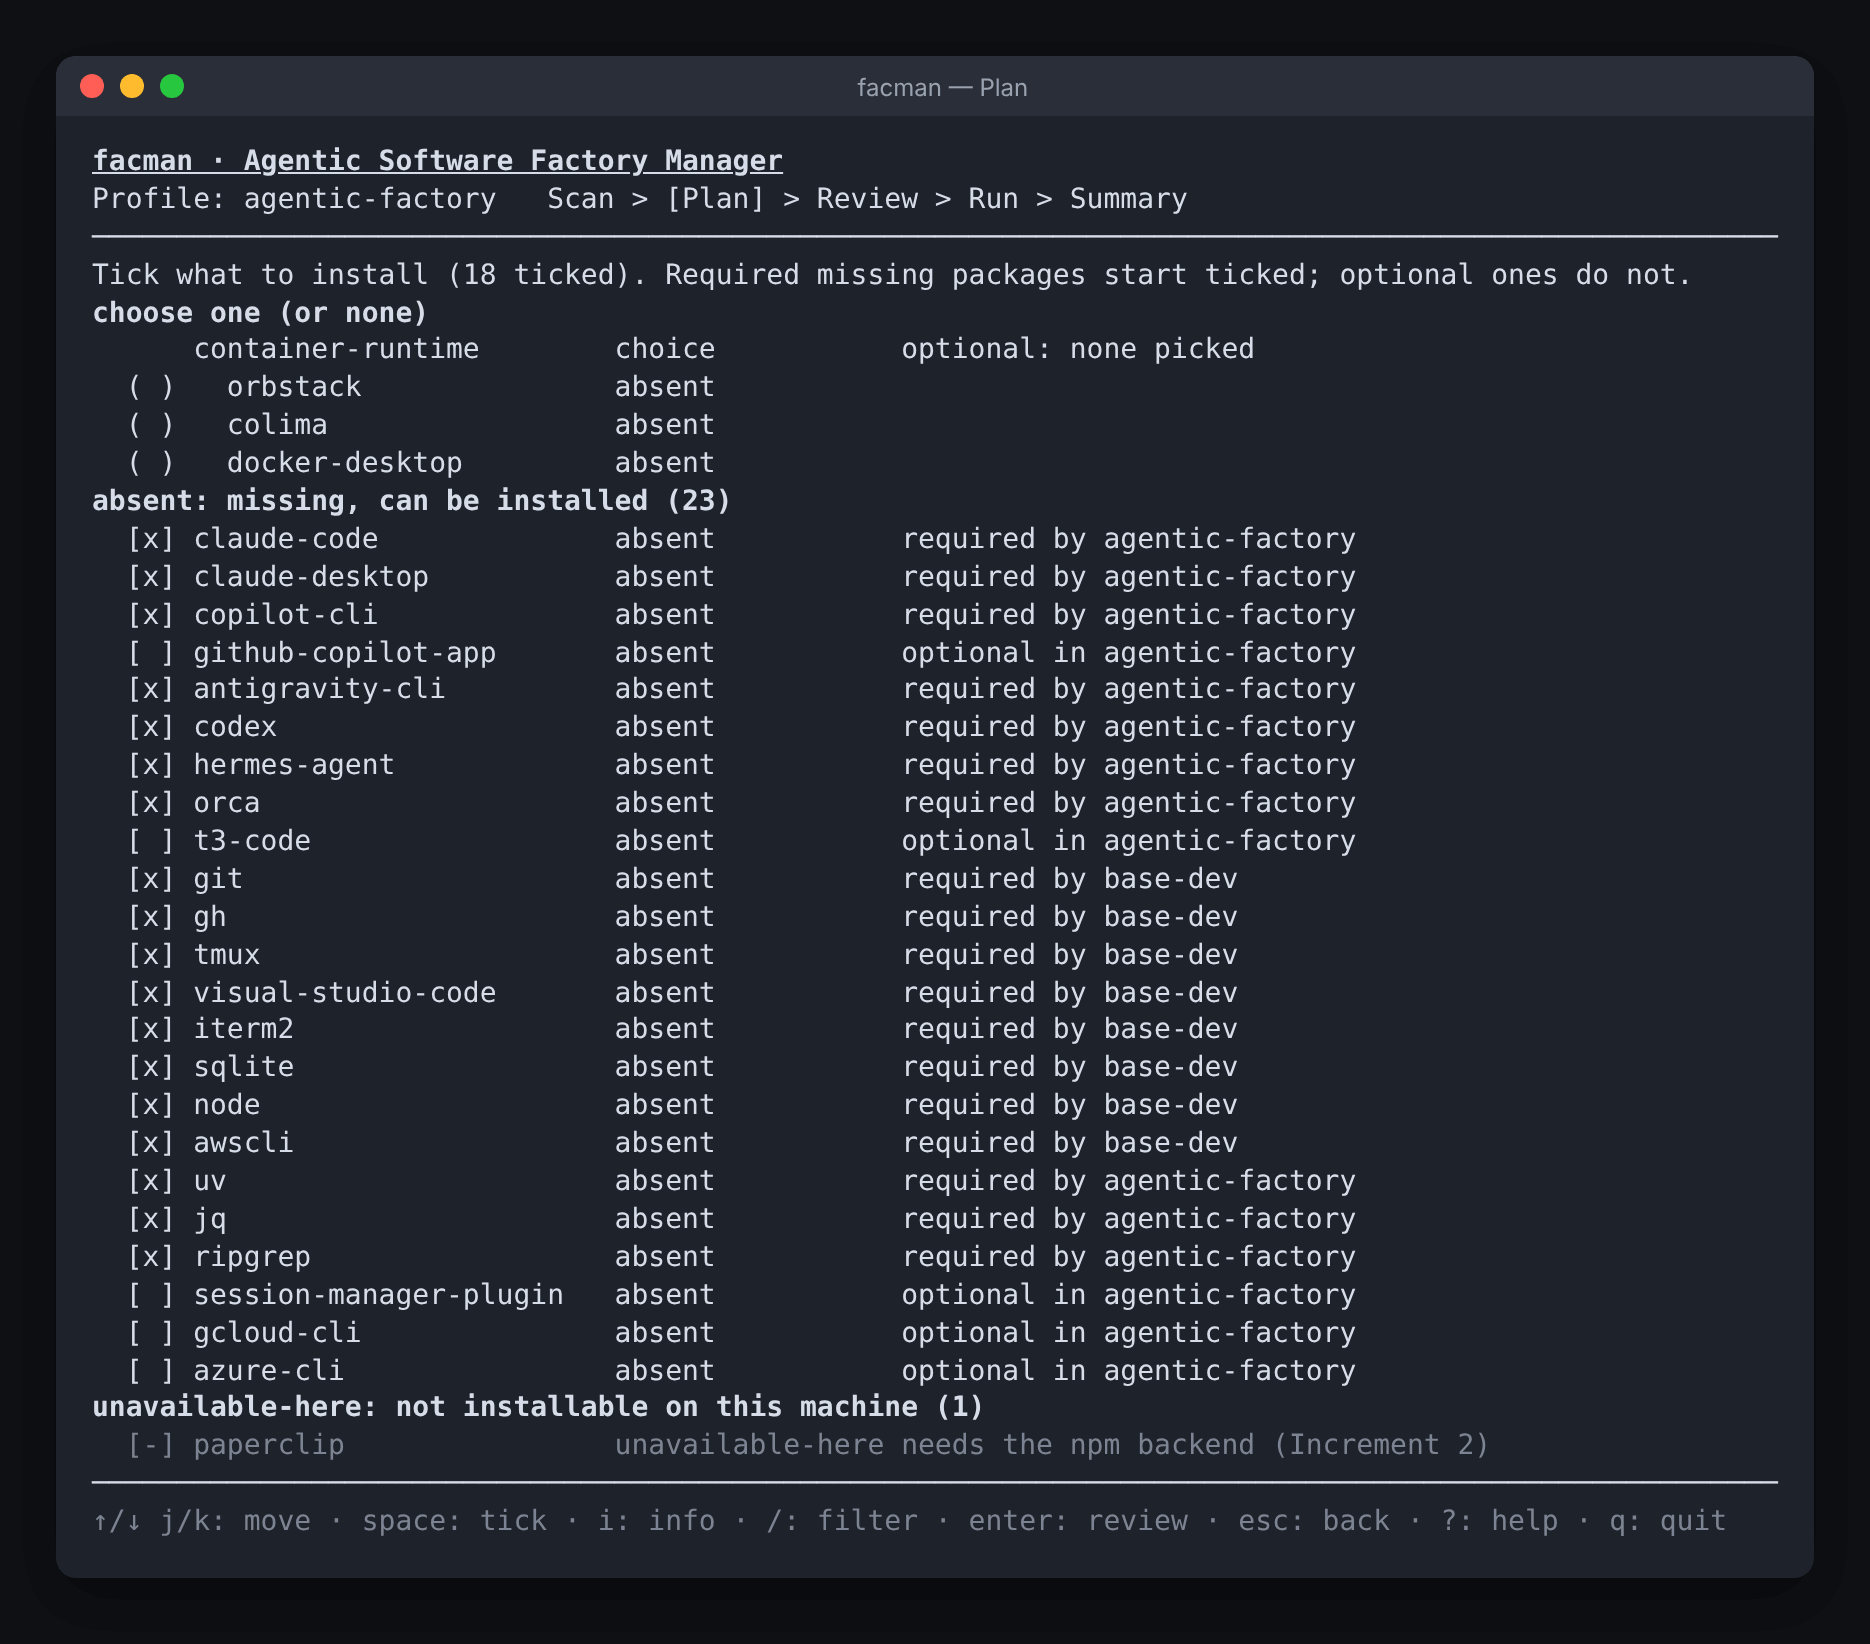 facman — Plan
facman · Agentic Software Factory Manager
Profile: agentic-factory   Scan > [Plan] > Review > Run > Summary
Tick what to install (18 ticked). Required missing packages start ticked; optional ones do not.
choose one (or none)
      container-runtime        choice           optional: none picked
  ( )   orbstack               absent
  ( )   colima                 absent
  ( )   docker-desktop         absent
absent: missing, can be installed (23)
  [x] claude-code              absent           required by agentic-factory
  [x] claude-desktop           absent           required by agentic-factory
  [x] copilot-cli              absent           required by agentic-factory
  [ ] github-copilot-app       absent           optional in agentic-factory
  [x] antigravity-cli          absent           required by agentic-factory
  [x] codex                    absent           required by agentic-factory
  [x] hermes-agent             absent           required by agentic-factory
  [x] orca                     absent           required by agentic-factory
  [ ] t3-code                  absent           optional in agentic-factory
  [x] git                      absent           required by base-dev
  [x] gh                       absent           required by base-dev
  [x] tmux                     absent           required by base-dev
  [x] visual-studio-code       absent           required by base-dev
  [x] iterm2                   absent           required by base-dev
  [x] sqlite                   absent           required by base-dev
  [x] node                     absent           required by base-dev
  [x] awscli                   absent           required by base-dev
  [x] uv                       absent           required by agentic-factory
  [x] jq                       absent           required by agentic-factory
  [x] ripgrep                  absent           required by agentic-factory
  [ ] session-manager-plugin   absent           optional in agentic-factory
  [ ] gcloud-cli               absent           optional in agentic-factory
  [ ] azure-cli                absent           optional in agentic-factory
unavailable-here: not installable on this machine (1)
  [-] paperclip                unavailable-here needs the npm backend (Increment 2)
↑/↓ j/k: move · space: tick · i: info · /: filter · enter: review · esc: back · ?: help · q: quit